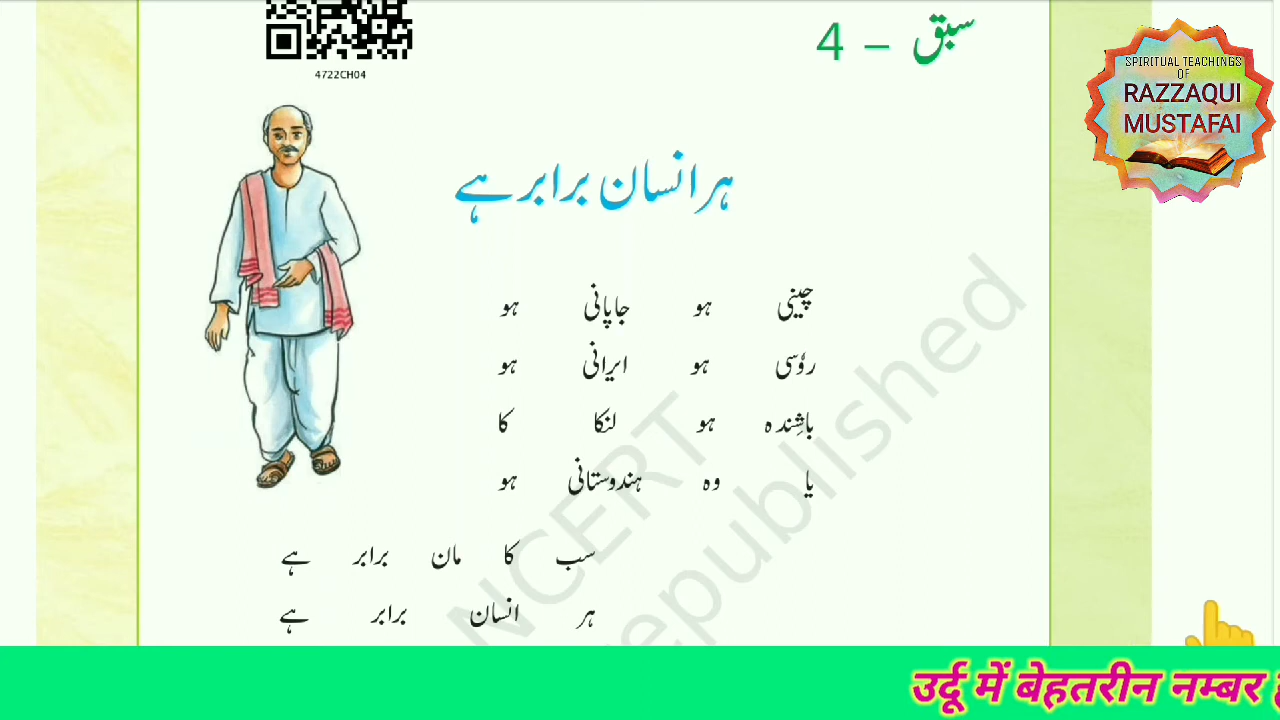 سبق – 4
4722CH04
SPIRITUAL TEACHINGS
OF
RAZZAQUI
MUSTAFAI
ہر انسان برابر ہے
چینی ہو جاپانی ہو
روٗسی ہو ایرانی ہو
باشِندہ ہو لنکا کا
یا وہ ہندوستانی ہو
سب کا مان برابر ہے
ہر انسان برابر ہے
NCERT
republished
उर्दू में बेहतरीन नम्बर